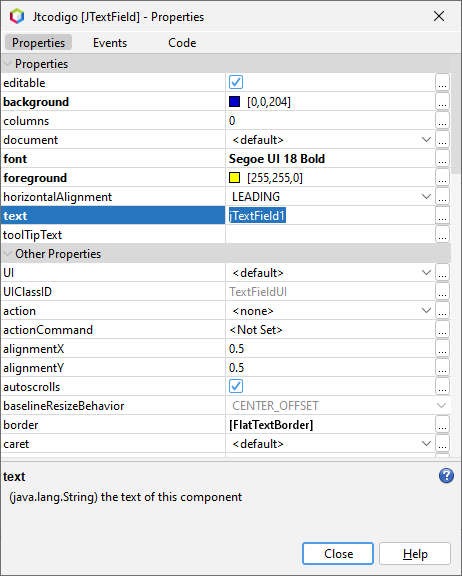 Jtcodigo [JTextField] - Properties
Properties Events Code
Properties
editable ...
background [0,0,204] ...
columns 0 ...
document <default> ...
font Segoe UI 18 Bold ...
foreground [255,255,0] ...
horizontalAlignment LEADING ...
text jTextField1 ...
toolTipText ...
Other Properties
UI <default> ...
UIClassID TextFieldUI ...
action <none> ...
actionCommand <Not Set> ...
alignmentX 0.5 ...
alignmentY 0.5 ...
autoscrolls ...
baselineResizeBehavior CENTER_OFFSET ...
border [FlatTextBorder] ...
caret <default> ...
text
(java.lang.String) the text of this component
Close Help